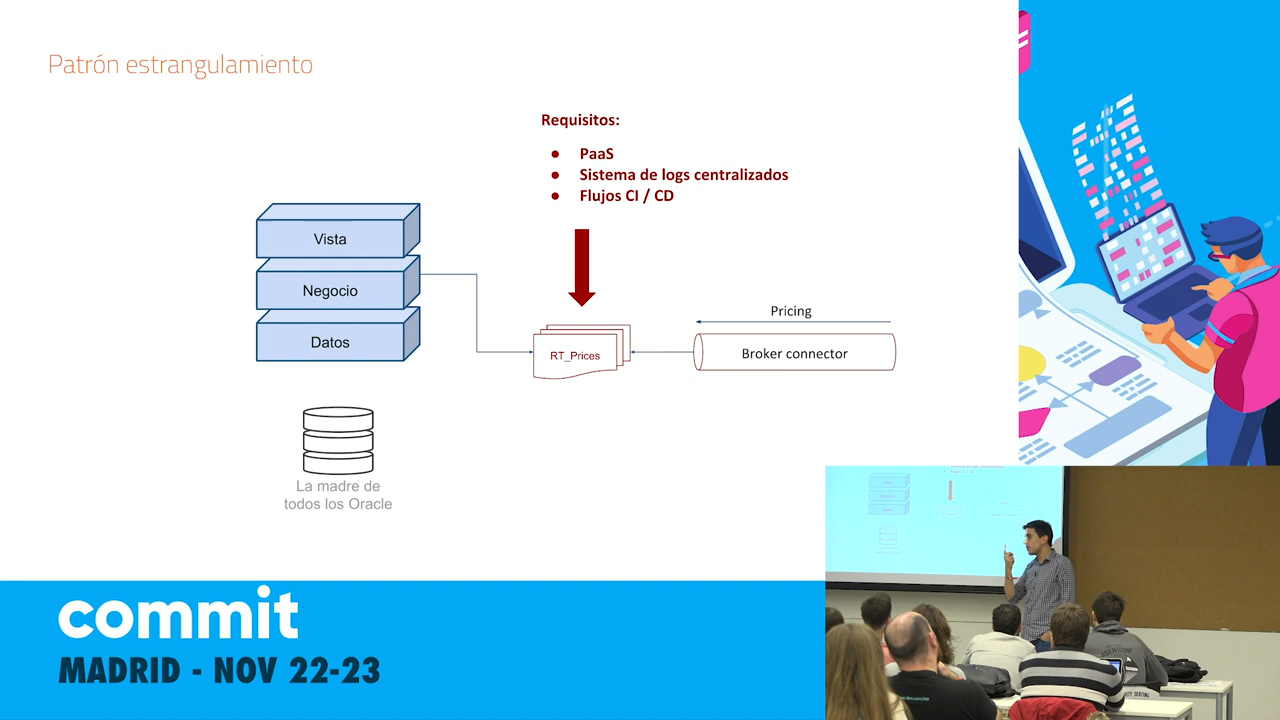 Patrón estrangulamiento
Requisitos:
● PaaS
● Sistema de logs centralizados
● Flujos CI / CD
Vista
Negocio
Datos
RT_Prices
Pricing
Broker connector
La madre de
todos los Oracle
commit
MADRID - NOV 22-23